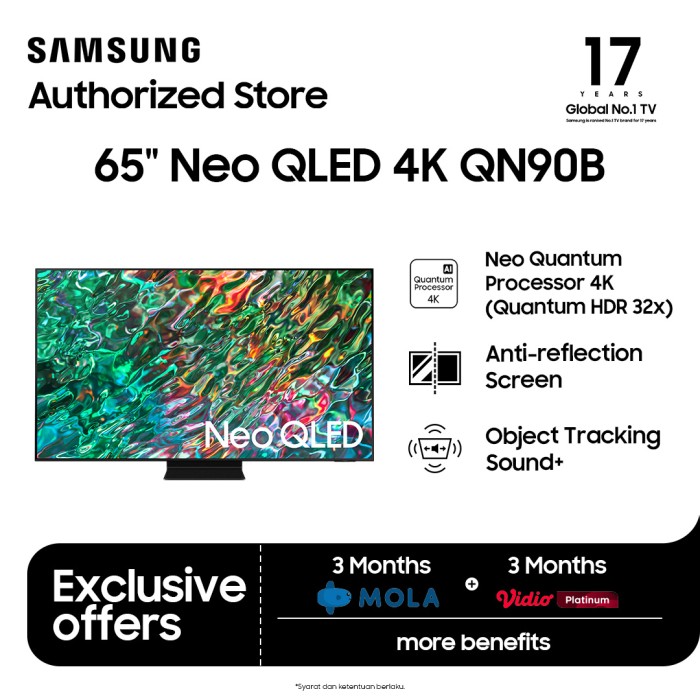 SAMSUNG
Authorized Store
17
YEARS
Global No.1 TV
Samsung is ranked No.1 TV brand for 17 years
65" Neo QLED 4K QN90B
AI
Quantum
Processor
4K
Neo Quantum
Processor 4K
(Quantum HDR 32x)
Anti-reflection
Screen
Object Tracking
Sound+
Neo QLED
Exclusive
offers
3 Months
MOLA
+
3 Months
Vidio Platinum
more benefits
*Syarat dan ketentuan berlaku.